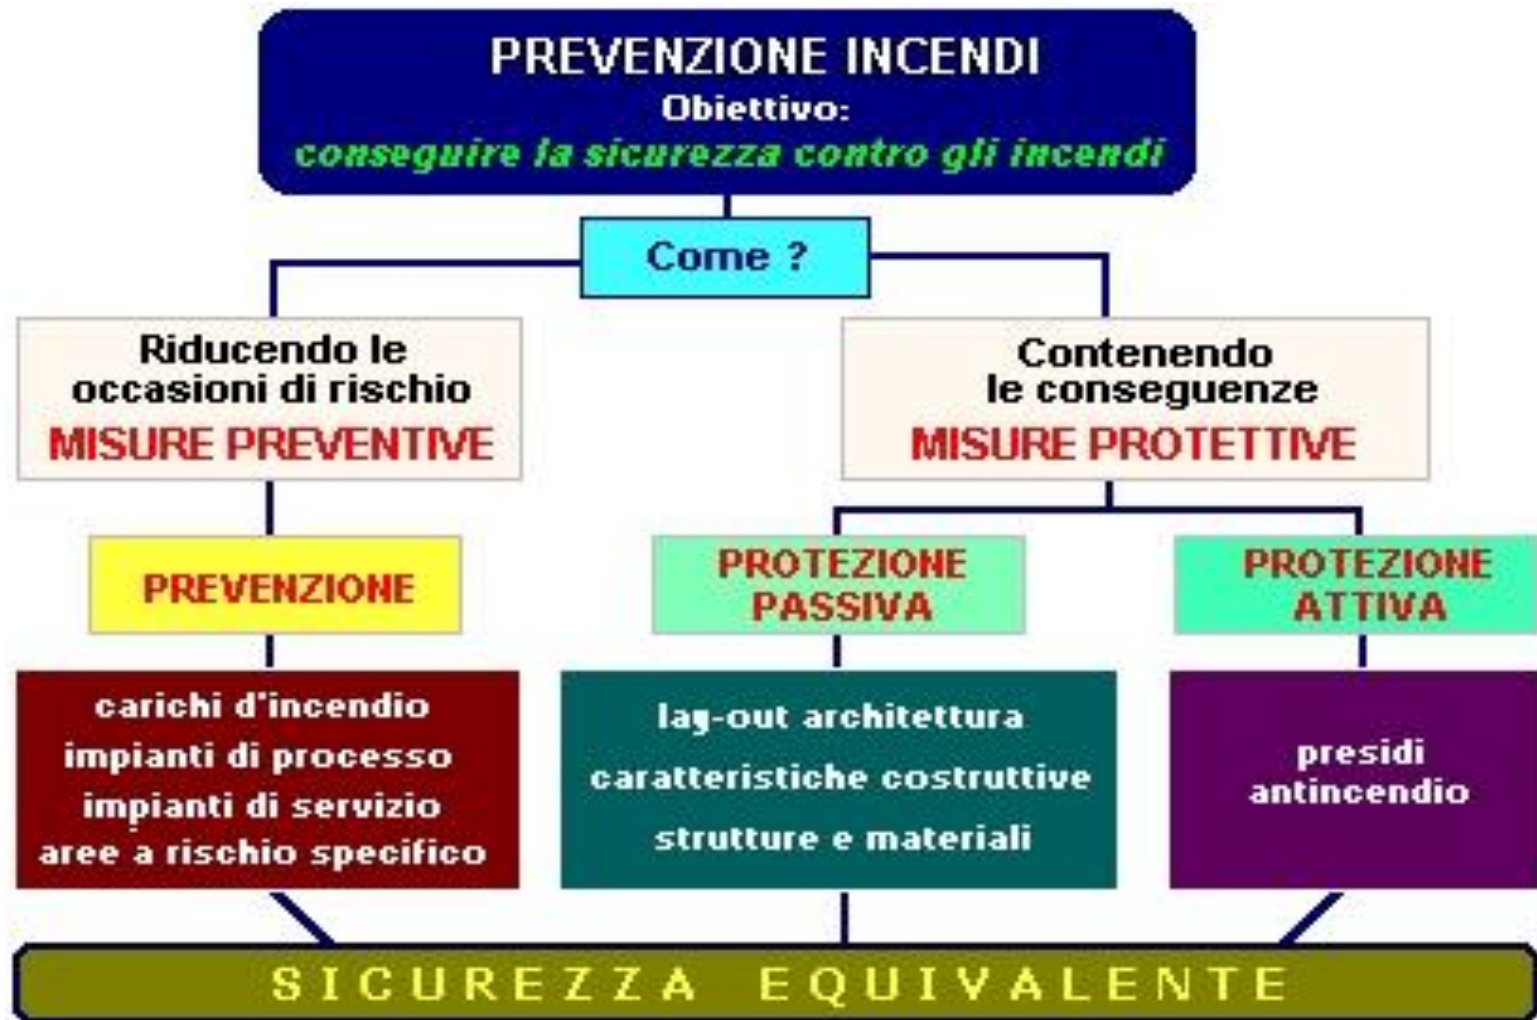 PREVENZIONE INCENDI
Obiettivo:
conseguire la sicurezza contro gli incendi
Come ?
Riducendo le
occasioni di rischio
MISURE PREVENTIVE
Contenendo
le conseguenze
MISURE PROTETTIVE
PREVENZIONE
PROTEZIONE
PASSIVA
PROTEZIONE
ATTIVA
carichi d'incendio
impianti di processo
impianti di servizio
aree a rischio specifico
lay-out architettura
caratteristiche costruttive
strutture e materiali
presidi
antincendio
SICUREZZA EQUIVALENTE